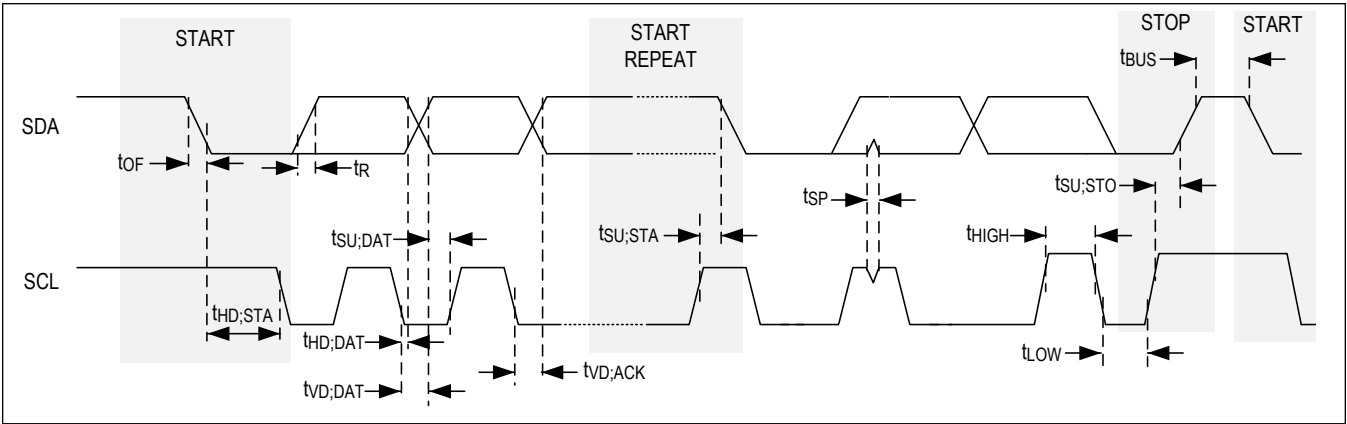 START
START
REPEAT
STOP
START
tBUS
SDA
tOF
tR
tSP
tSU;STO
tSU;DAT
tSU;STA
tHIGH
SCL
tHD;STA
tHD;DAT
tLOW
tVD;DAT
tVD;ACK